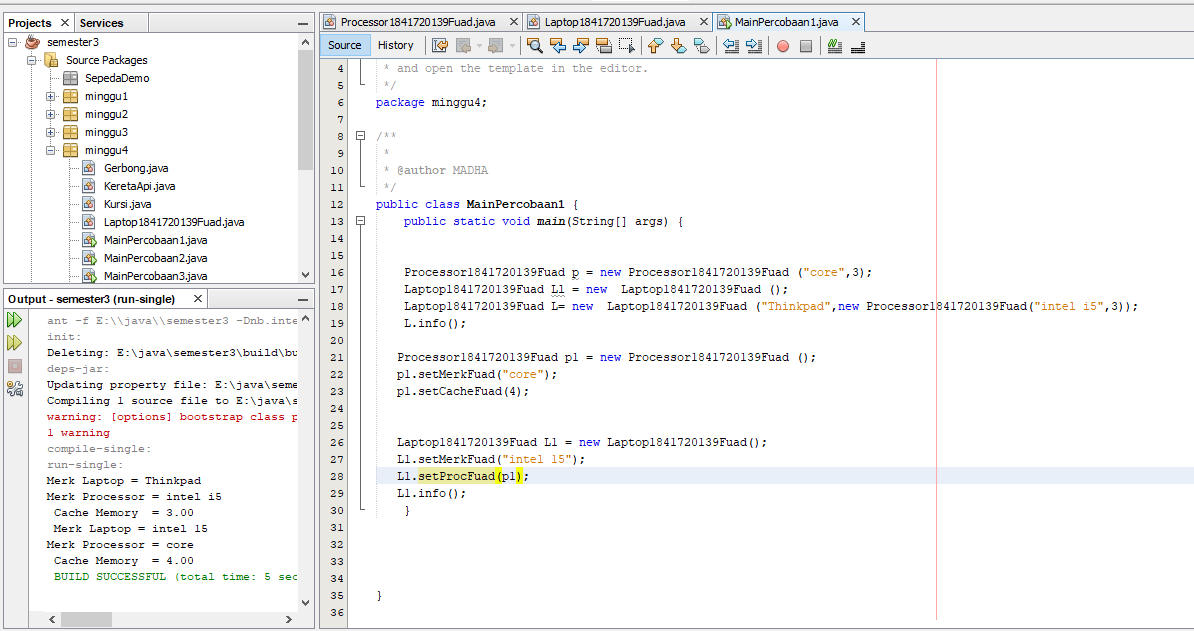 Projects Services
semester3
Source Packages
SepedaDemo
minggu1
minggu2
minggu3
minggu4
Gerbong.java
KeretaApi.java
Kursi.java
Laptop1841720139Fuad.java
MainPercobaan1.java
MainPercobaan2.java
MainPercobaan3.java
Output - semester3 (run-single)
ant -f E:\\java\\semester3 -Dnb.inte
init:
Deleting: E:\java\semester3\build\bu
deps-jar:
Updating property file: E:\java\seme
Compiling 1 source file to E:\java\s
warning: [options] bootstrap class p
1 warning
compile-single:
run-single:
Merk Laptop = Thinkpad
Merk Processor = intel i5
Cache Memory  = 3.00
Merk Laptop = intel l5
Merk Processor = core
Cache Memory  = 4.00
BUILD SUCCESSFUL (total time: 5 sec
Processor1841720139Fuad.java Laptop1841720139Fuad.java MainPercobaan1.java
Source History
4 * and open the template in the editor.
5 */
6 package minggu4;
7
8 /**
9 *
10 * @author MADHA
11 */
12 public class MainPercobaan1 {
13 public static void main(String[] args) {
14
15
16 Processor1841720139Fuad p = new Processor1841720139Fuad ("core",3);
17 Laptop1841720139Fuad Ll = new  Laptop1841720139Fuad ();
18 Laptop1841720139Fuad L= new  Laptop1841720139Fuad ("Thinkpad",new Processor1841720139Fuad("intel i5",3));
19 L.info();
20
21 Processor1841720139Fuad p1 = new Processor1841720139Fuad ();
22 p1.setMerkFuad("core");
23 p1.setCacheFuad(4);
24
25
26 Laptop1841720139Fuad L1 = new Laptop1841720139Fuad();
27 L1.setMerkFuad("intel l5");
28 L1.setProcFuad(p1);
29 L1.info();
30 }
31
32
33
34
35 }
36